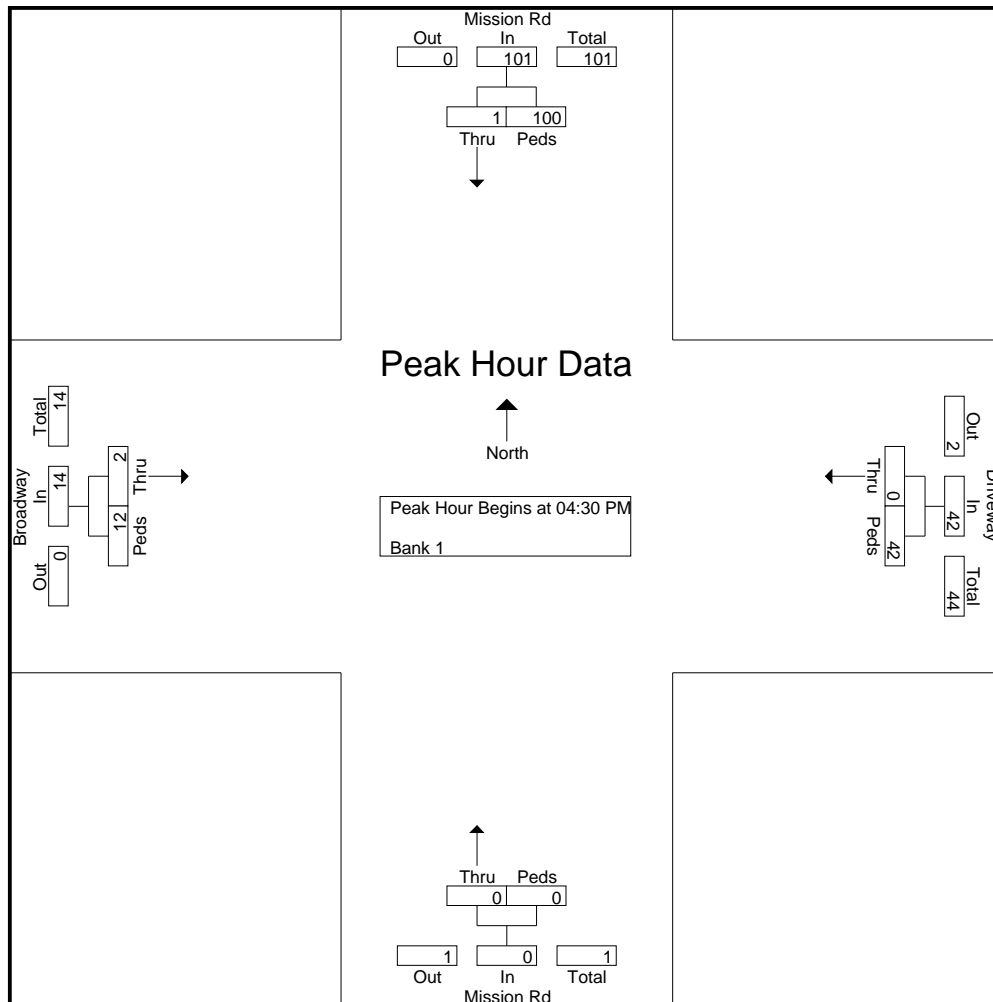 Mission Rd
Out In Total
0 101 101
1 100
Thru Peds
Peak Hour Data
North
Peak Hour Begins at 04:30 PM
Bank 1
Broadway
Out In Total
0 14 14
2 12
Thru Peds
Driveway
Out In Total
2 42 44
0 42
Thru Peds
Thru Peds
0 0
1 0 1
Out In Total
Mission Rd